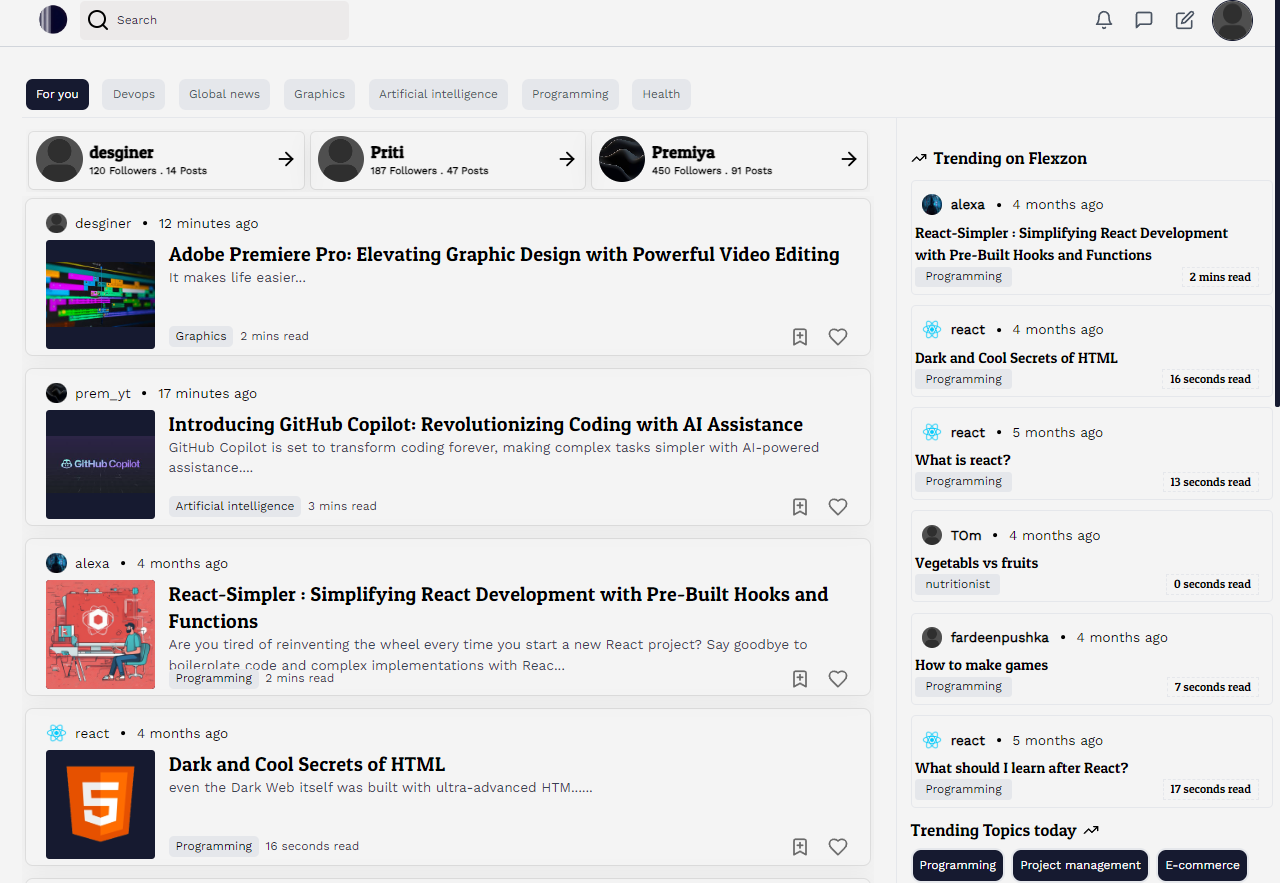 Search
For you
Devops
Global news
Graphics
Artificial intelligence
Programming
Health
desginer
120 Followers . 14 Posts
Priti
187 Followers . 47 Posts
Premiya
450 Followers . 91 Posts
desginer • 12 minutes ago
Adobe Premiere Pro: Elevating Graphic Design with Powerful Video Editing
It makes life easier...
Graphics 2 mins read
prem_yt • 17 minutes ago
GitHub Copilot
Introducing GitHub Copilot: Revolutionizing Coding with AI Assistance
GitHub Copilot is set to transform coding forever, making complex tasks simpler with AI-powered
assistance....
Artificial intelligence 3 mins read
alexa • 4 months ago
React-Simpler : Simplifying React Development with Pre-Built Hooks and
Functions
Are you tired of reinventing the wheel every time you start a new React project? Say goodbye to
boilerplate code and complex implementations with Reac...
Programming 2 mins read
react • 4 months ago
5
Dark and Cool Secrets of HTML
even the Dark Web itself was built with ultra-advanced HTM......
Programming 16 seconds read
Trending on Flexzon
alexa • 4 months ago
React-Simpler : Simplifying React Development
with Pre-Built Hooks and Functions
Programming 2 mins read
react • 4 months ago
Dark and Cool Secrets of HTML
Programming 16 seconds read
react • 5 months ago
What is react?
Programming 13 seconds read
TOm • 4 months ago
Vegetabls vs fruits
nutritionist 0 seconds read
fardeenpushka • 4 months ago
How to make games
Programming 7 seconds read
react • 5 months ago
What should I learn after React?
Programming 17 seconds read
Trending Topics today
Programming
Project management
E-commerce